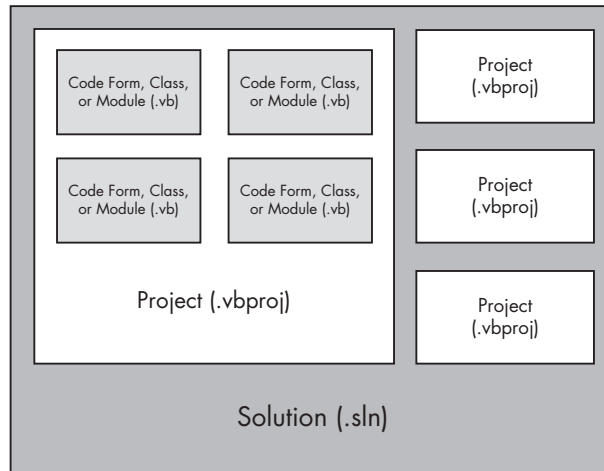 Code Form, Class,
or Module (.vb)
Code Form, Class,
or Module (.vb)
Code Form, Class,
or Module (.vb)
Code Form, Class,
or Module (.vb)
Project (.vbproj)
Project
(.vbproj)
Project
(.vbproj)
Project
(.vbproj)
Solution (.sln)